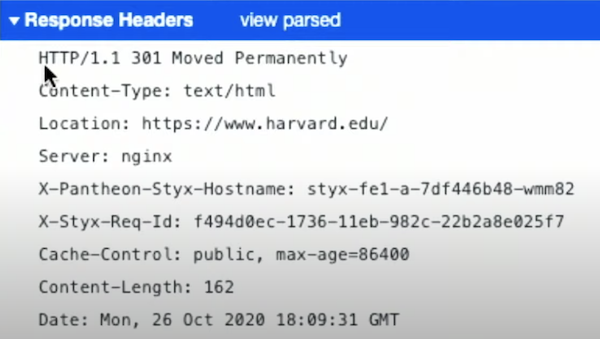 Response Headers view parsed
HTTP/1.1 301 Moved Permanently
Content-Type: text/html
Location: https://www.harvard.edu/
Server: nginx
X-Pantheon-Styx-Hostname: styx-fe1-a-7df446b48-wmm82
X-Styx-Req-Id: f494d0ec-1736-11eb-982c-22b2a8e025f7
Cache-Control: public, max-age=86400
Content-Length: 162
Date: Mon, 26 Oct 2020 18:09:31 GMT